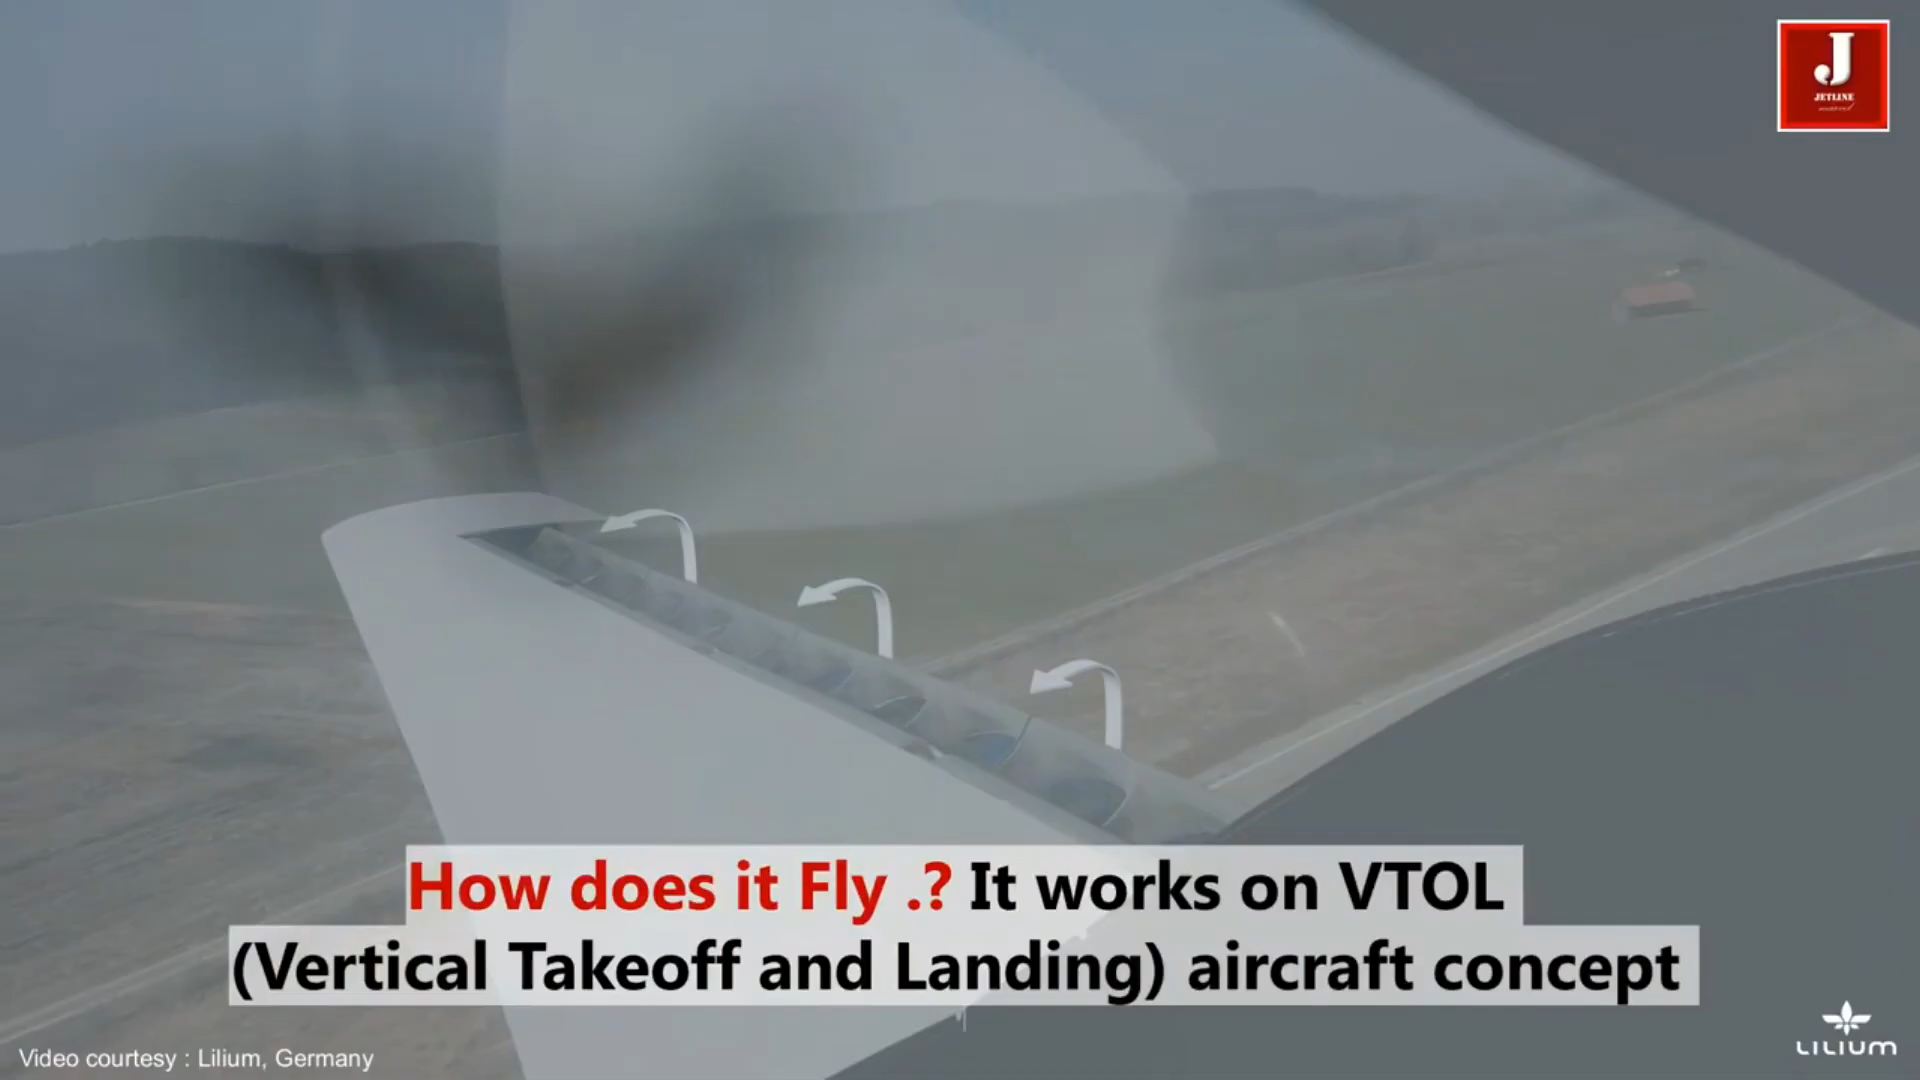 J
JETLINE
How does it Fly .? It works on VTOL
(Vertical Takeoff and Landing) aircraft concept
Video courtesy : Lilium, Germany
LILIUM